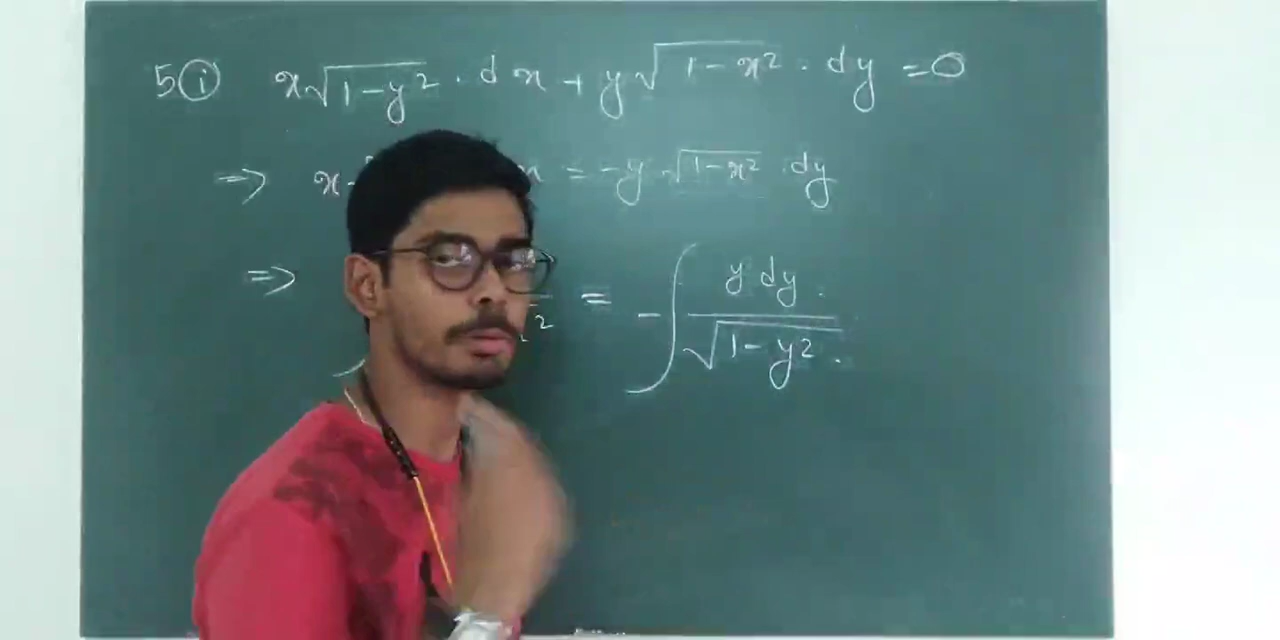 5 (i) x√(1-y²) · dx + y√(1-x²) · dy = 0
⇒ x = -y √(1-x²) · dy
⇒ = -∫ y dy / √(1-y²).